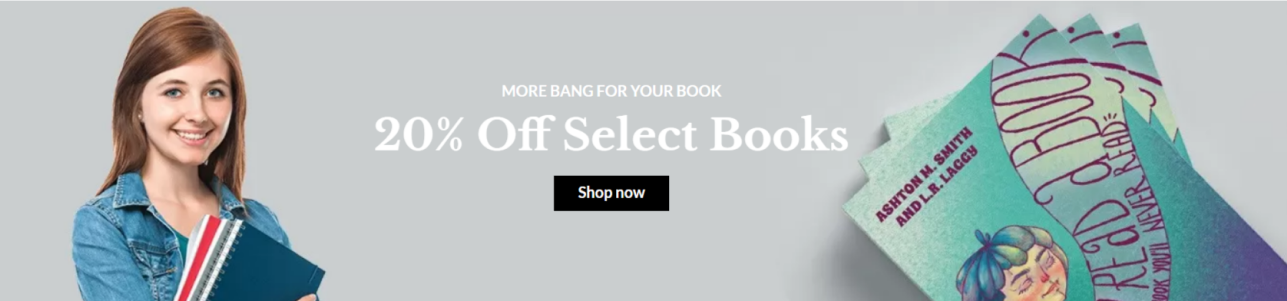 MORE BANG FOR YOUR BOOK
20% Off Select Books
Shop now
ASHTON M. SMITH
AND L.R. LAGGY
READ A BOOK
BOOK YOU'LL NEVER READ